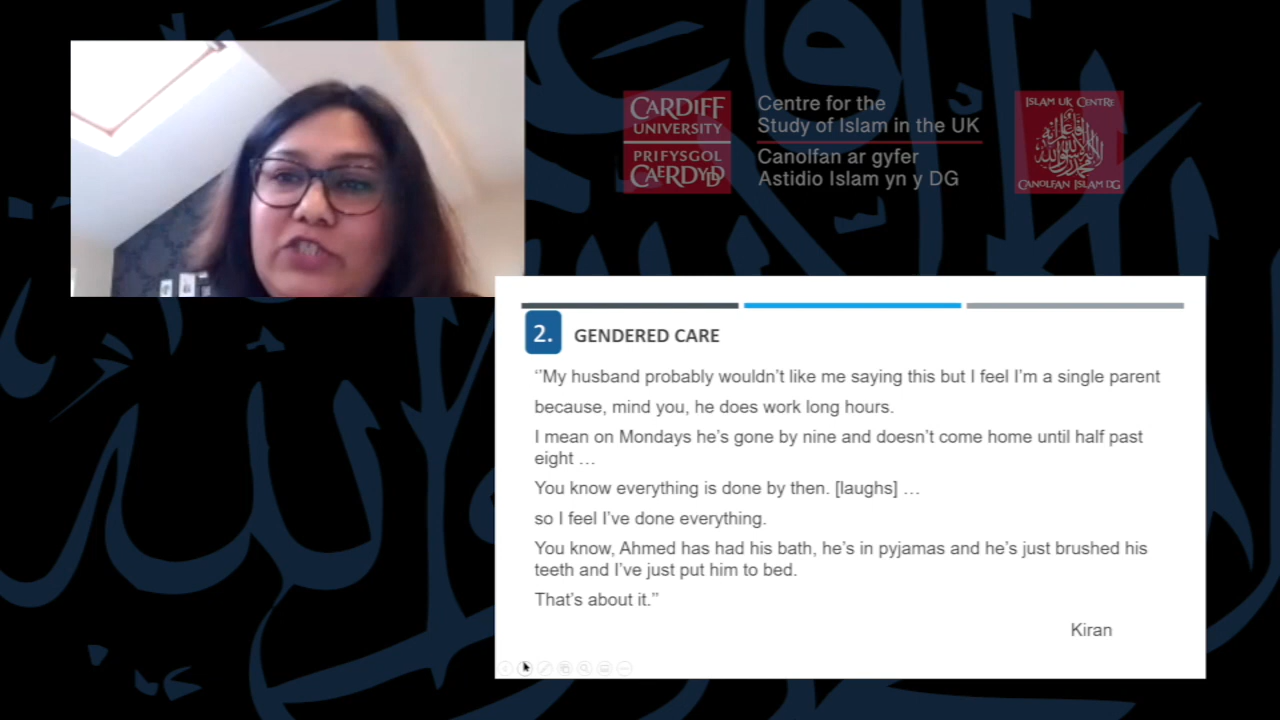 CARDIFF
UNIVERSITY
PRIFYSGOL
CAERDYDD
Centre for the
Study of Islam in the UK
Canolfan ar gyfer
Astidio Islam yn y DG
ISLAM UK CENTRE
CANOLFAN ISLAM DG
2. GENDERED CARE
‘’My husband probably wouldn’t like me saying this but I feel I’m a single parent
because, mind you, he does work long hours.
I mean on Mondays he’s gone by nine and doesn’t come home until half past
eight …
You know everything is done by then. [laughs] …
so I feel I’ve done everything.
You know, Ahmed has had his bath, he’s in pyjamas and he’s just brushed his
teeth and I’ve just put him to bed.
That’s about it.’’
Kiran